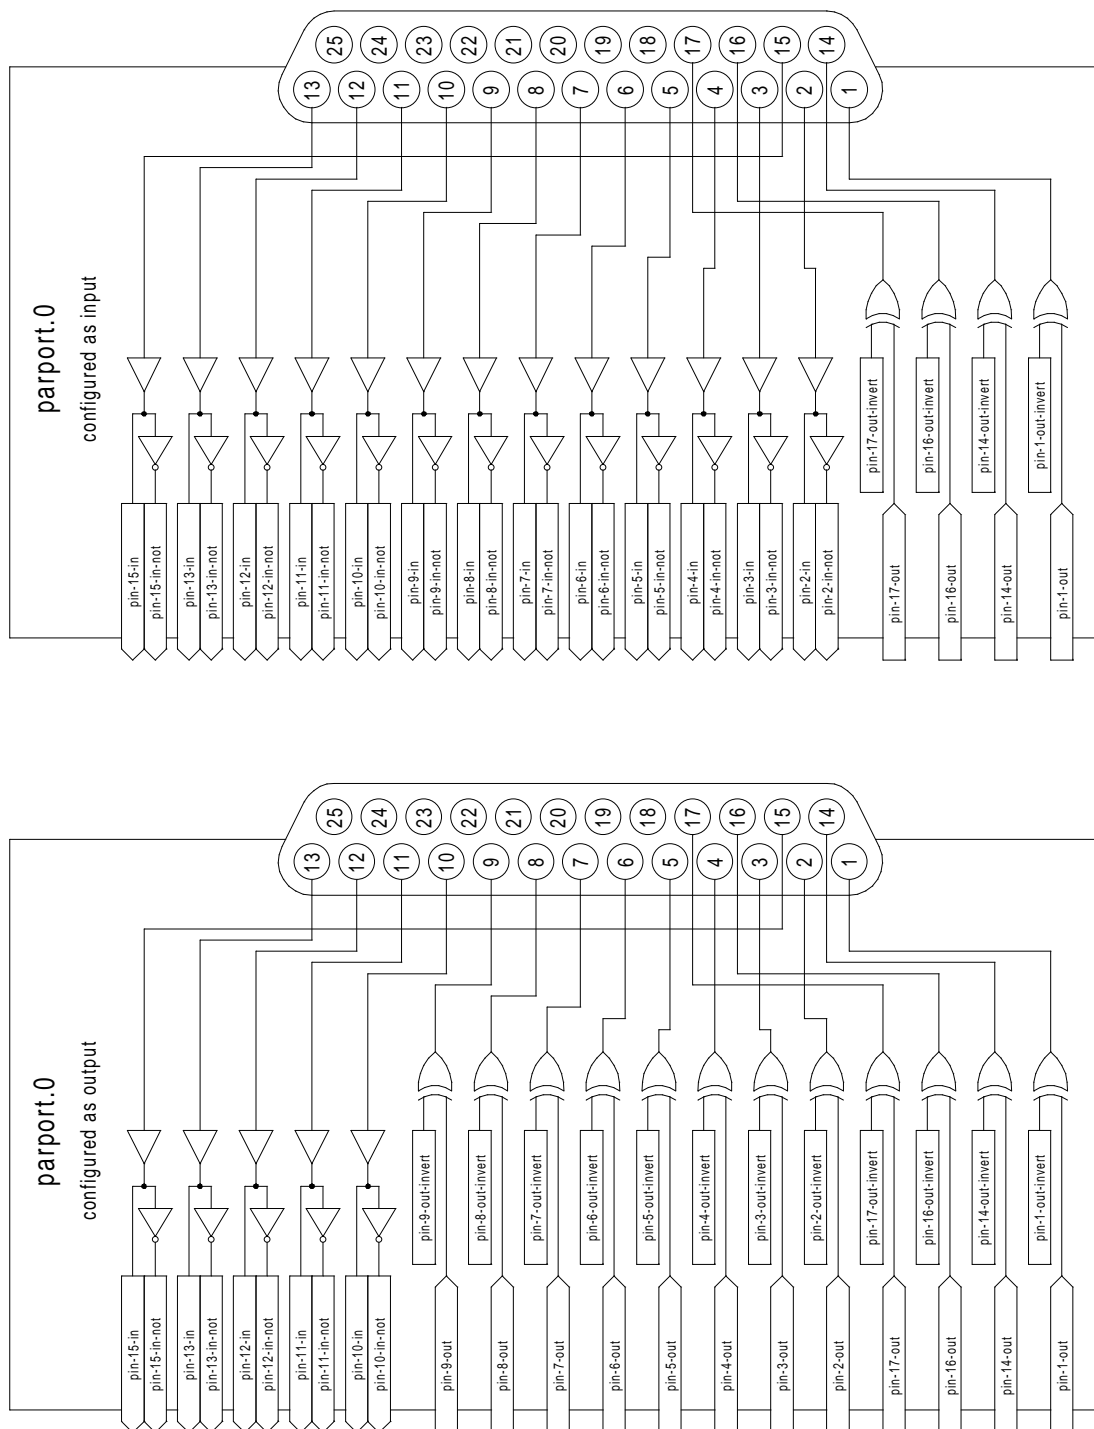 parport.0
configured as input
25
24
23
22
21
20
19
18
17
16
15
14
13
12
11
10
9
8
7
6
5
4
3
2
1
pin-15-in
pin-15-in-not
pin-13-in
pin-13-in-not
pin-12-in
pin-12-in-not
pin-11-in
pin-11-in-not
pin-10-in
pin-10-in-not
pin-9-in
pin-9-in-not
pin-8-in
pin-8-in-not
pin-7-in
pin-7-in-not
pin-6-in
pin-6-in-not
pin-5-in
pin-5-in-not
pin-4-in
pin-4-in-not
pin-3-in
pin-3-in-not
pin-2-in
pin-2-in-not
pin-17-out-invert
pin-17-out
pin-16-out-invert
pin-16-out
pin-14-out-invert
pin-14-out
pin-1-out-invert
pin-1-out
parport.0
configured as output
25
24
23
22
21
20
19
18
17
16
15
14
13
12
11
10
9
8
7
6
5
4
3
2
1
pin-15-in
pin-15-in-not
pin-13-in
pin-13-in-not
pin-12-in
pin-12-in-not
pin-11-in
pin-11-in-not
pin-10-in
pin-10-in-not
pin-9-out-invert
pin-9-out
pin-8-out-invert
pin-8-out
pin-7-out-invert
pin-7-out
pin-6-out-invert
pin-6-out
pin-5-out-invert
pin-5-out
pin-4-out-invert
pin-4-out
pin-3-out-invert
pin-3-out
pin-2-out-invert
pin-2-out
pin-17-out-invert
pin-17-out
pin-16-out-invert
pin-16-out
pin-14-out-invert
pin-14-out
pin-1-out-invert
pin-1-out